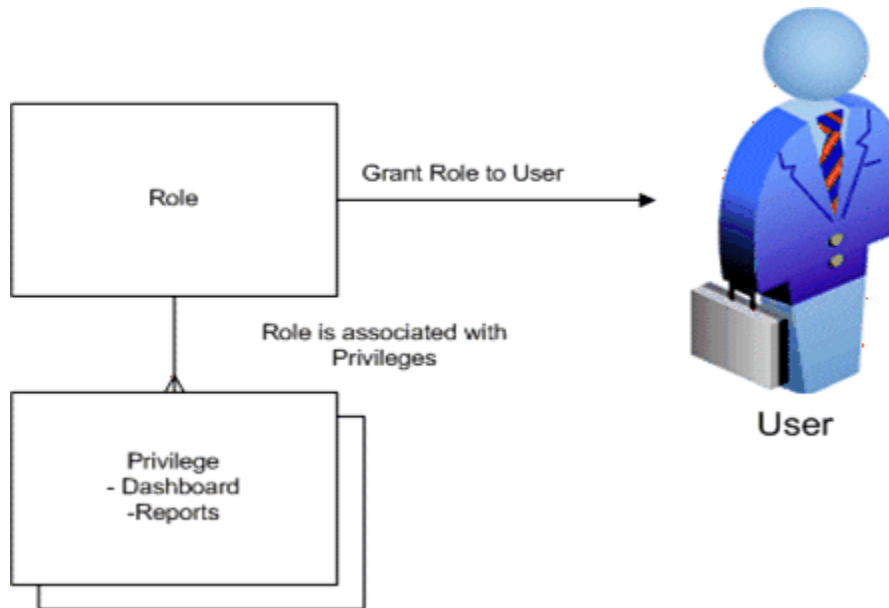 Role
Grant Role to User
Role is associated with
Privileges
Privilege
- Dashboard
-Reports
User